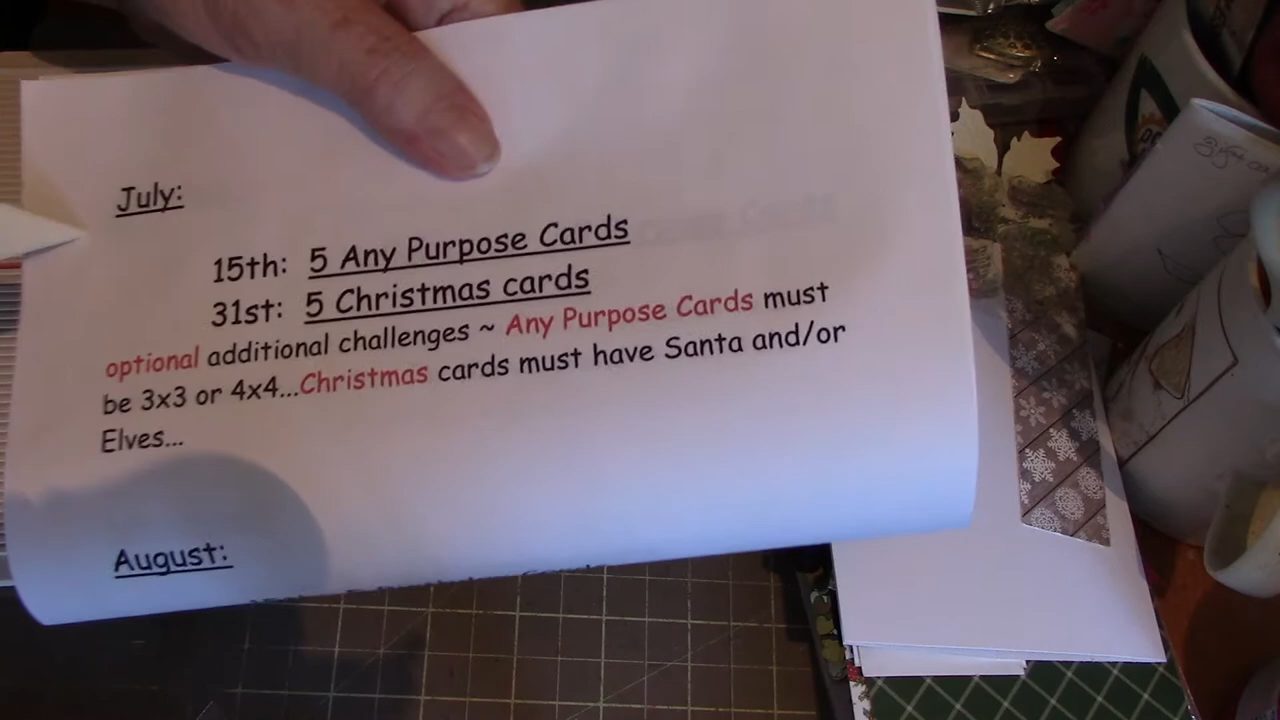 July:
15th: 5 Any Purpose Cards
31st: 5 Christmas cards
optional additional challenges ~ Any Purpose Cards must
be 3x3 or 4x4...Christmas cards must have Santa and/or
Elves...
August: